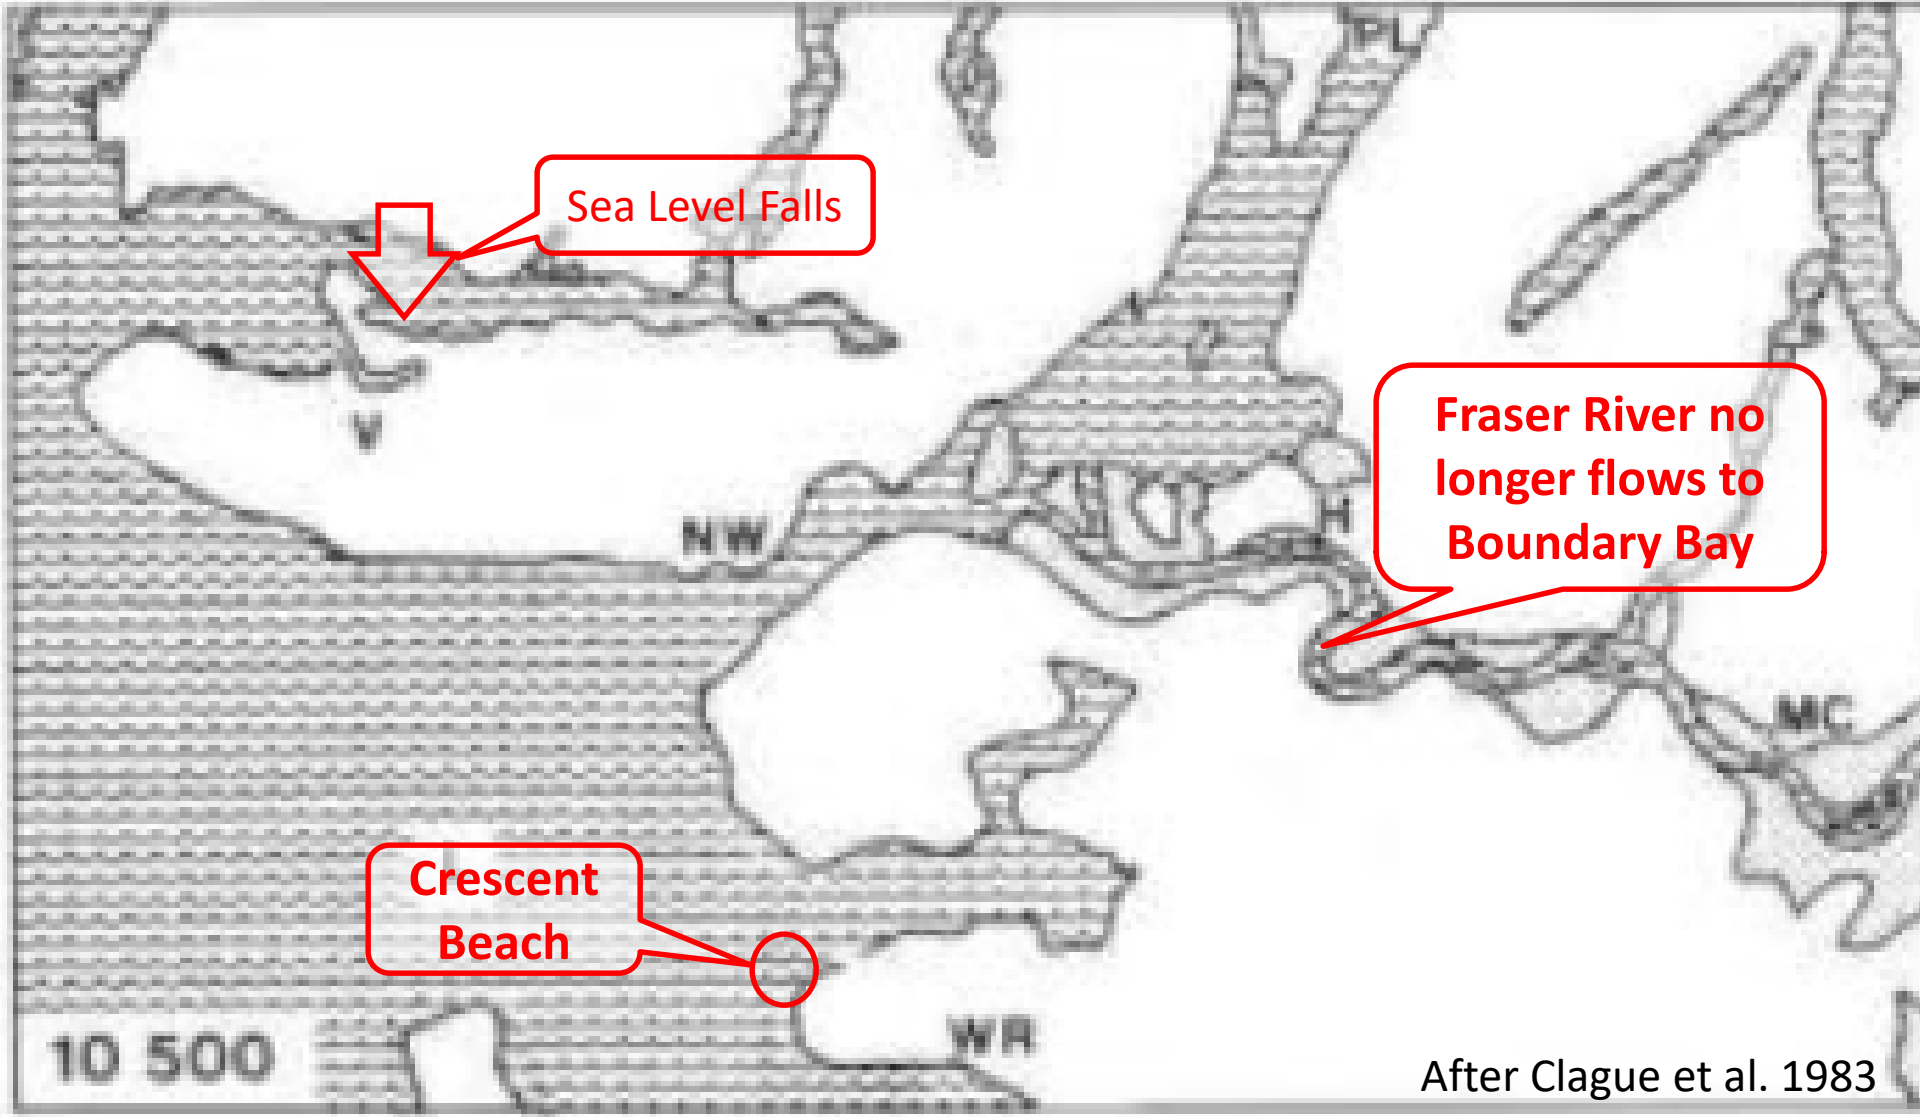 PL
Sea Level Falls
Fraser River no
longer flows to
Boundary Bay
V
H
NW
MC
Crescent
Beach
WR
10 500
After Clague et al. 1983